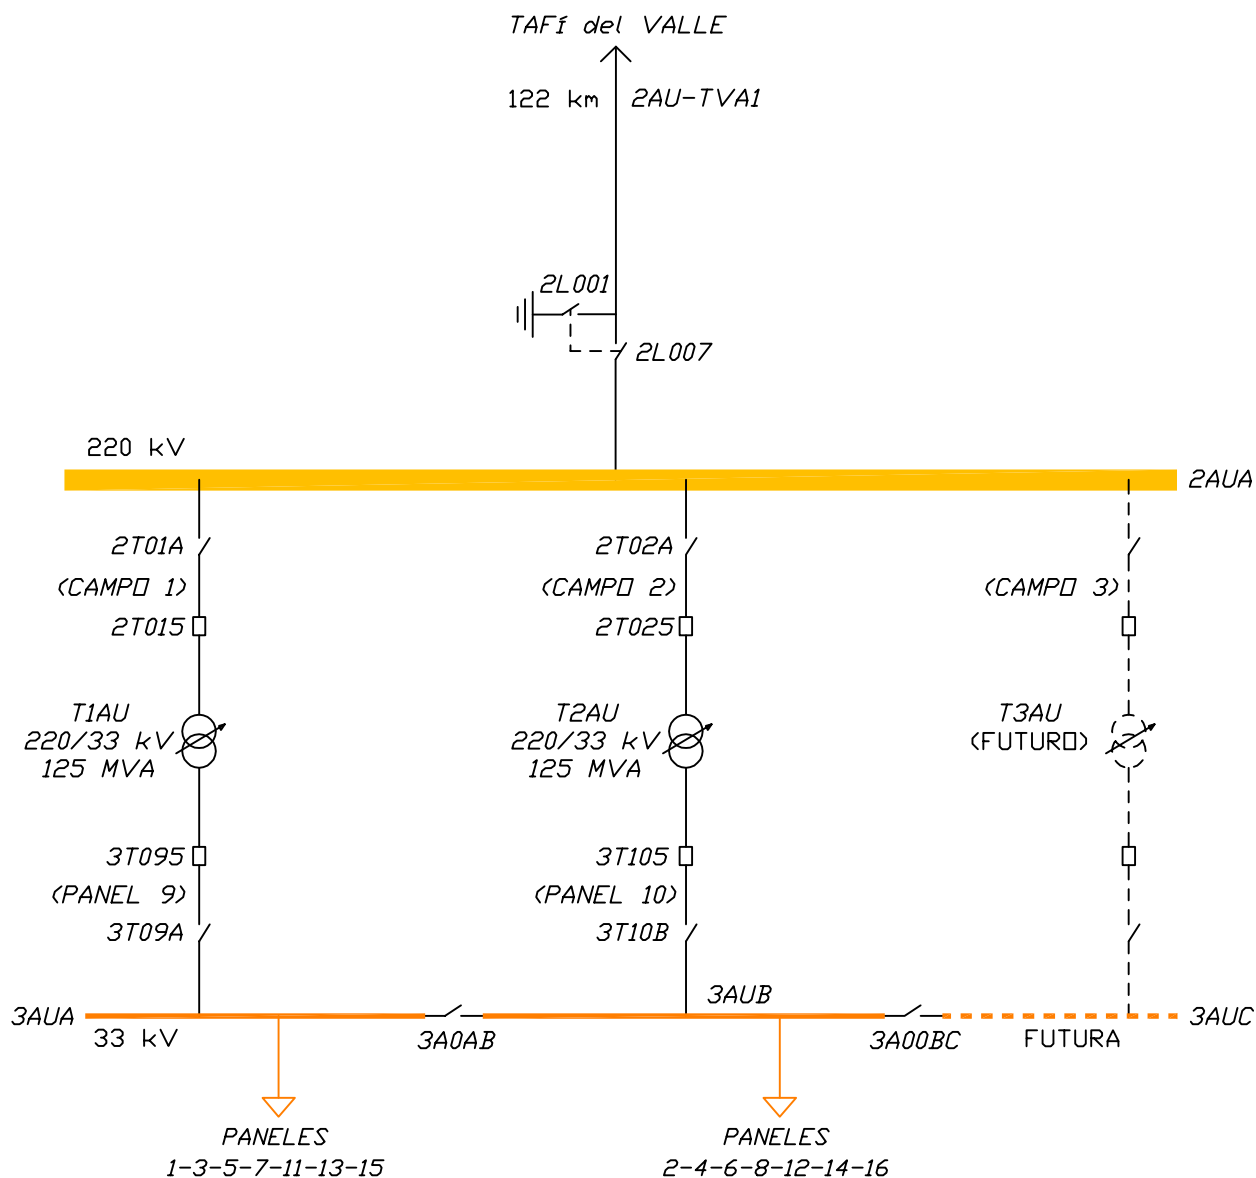 TAFí del VALLE
122 km 2AU-TVA1
2L001
2L007
220 kV
2AUA
2T01A
(CAMPO 1)
2T015
2T02A
(CAMPO 2)
2T025
(CAMPO 3)
T1AU
220/33 kV
125 MVA
T2AU
220/33 kV
125 MVA
T3AU
(FUTURO)
3T095
(PANEL 9)
3T09A
3T105
(PANEL 10)
3T10B
3AUA
33 kV
3A0AB
3AUB
3A00BC
FUTURA
3AUC
PANELES
1-3-5-7-11-13-15
PANELES
2-4-6-8-12-14-16